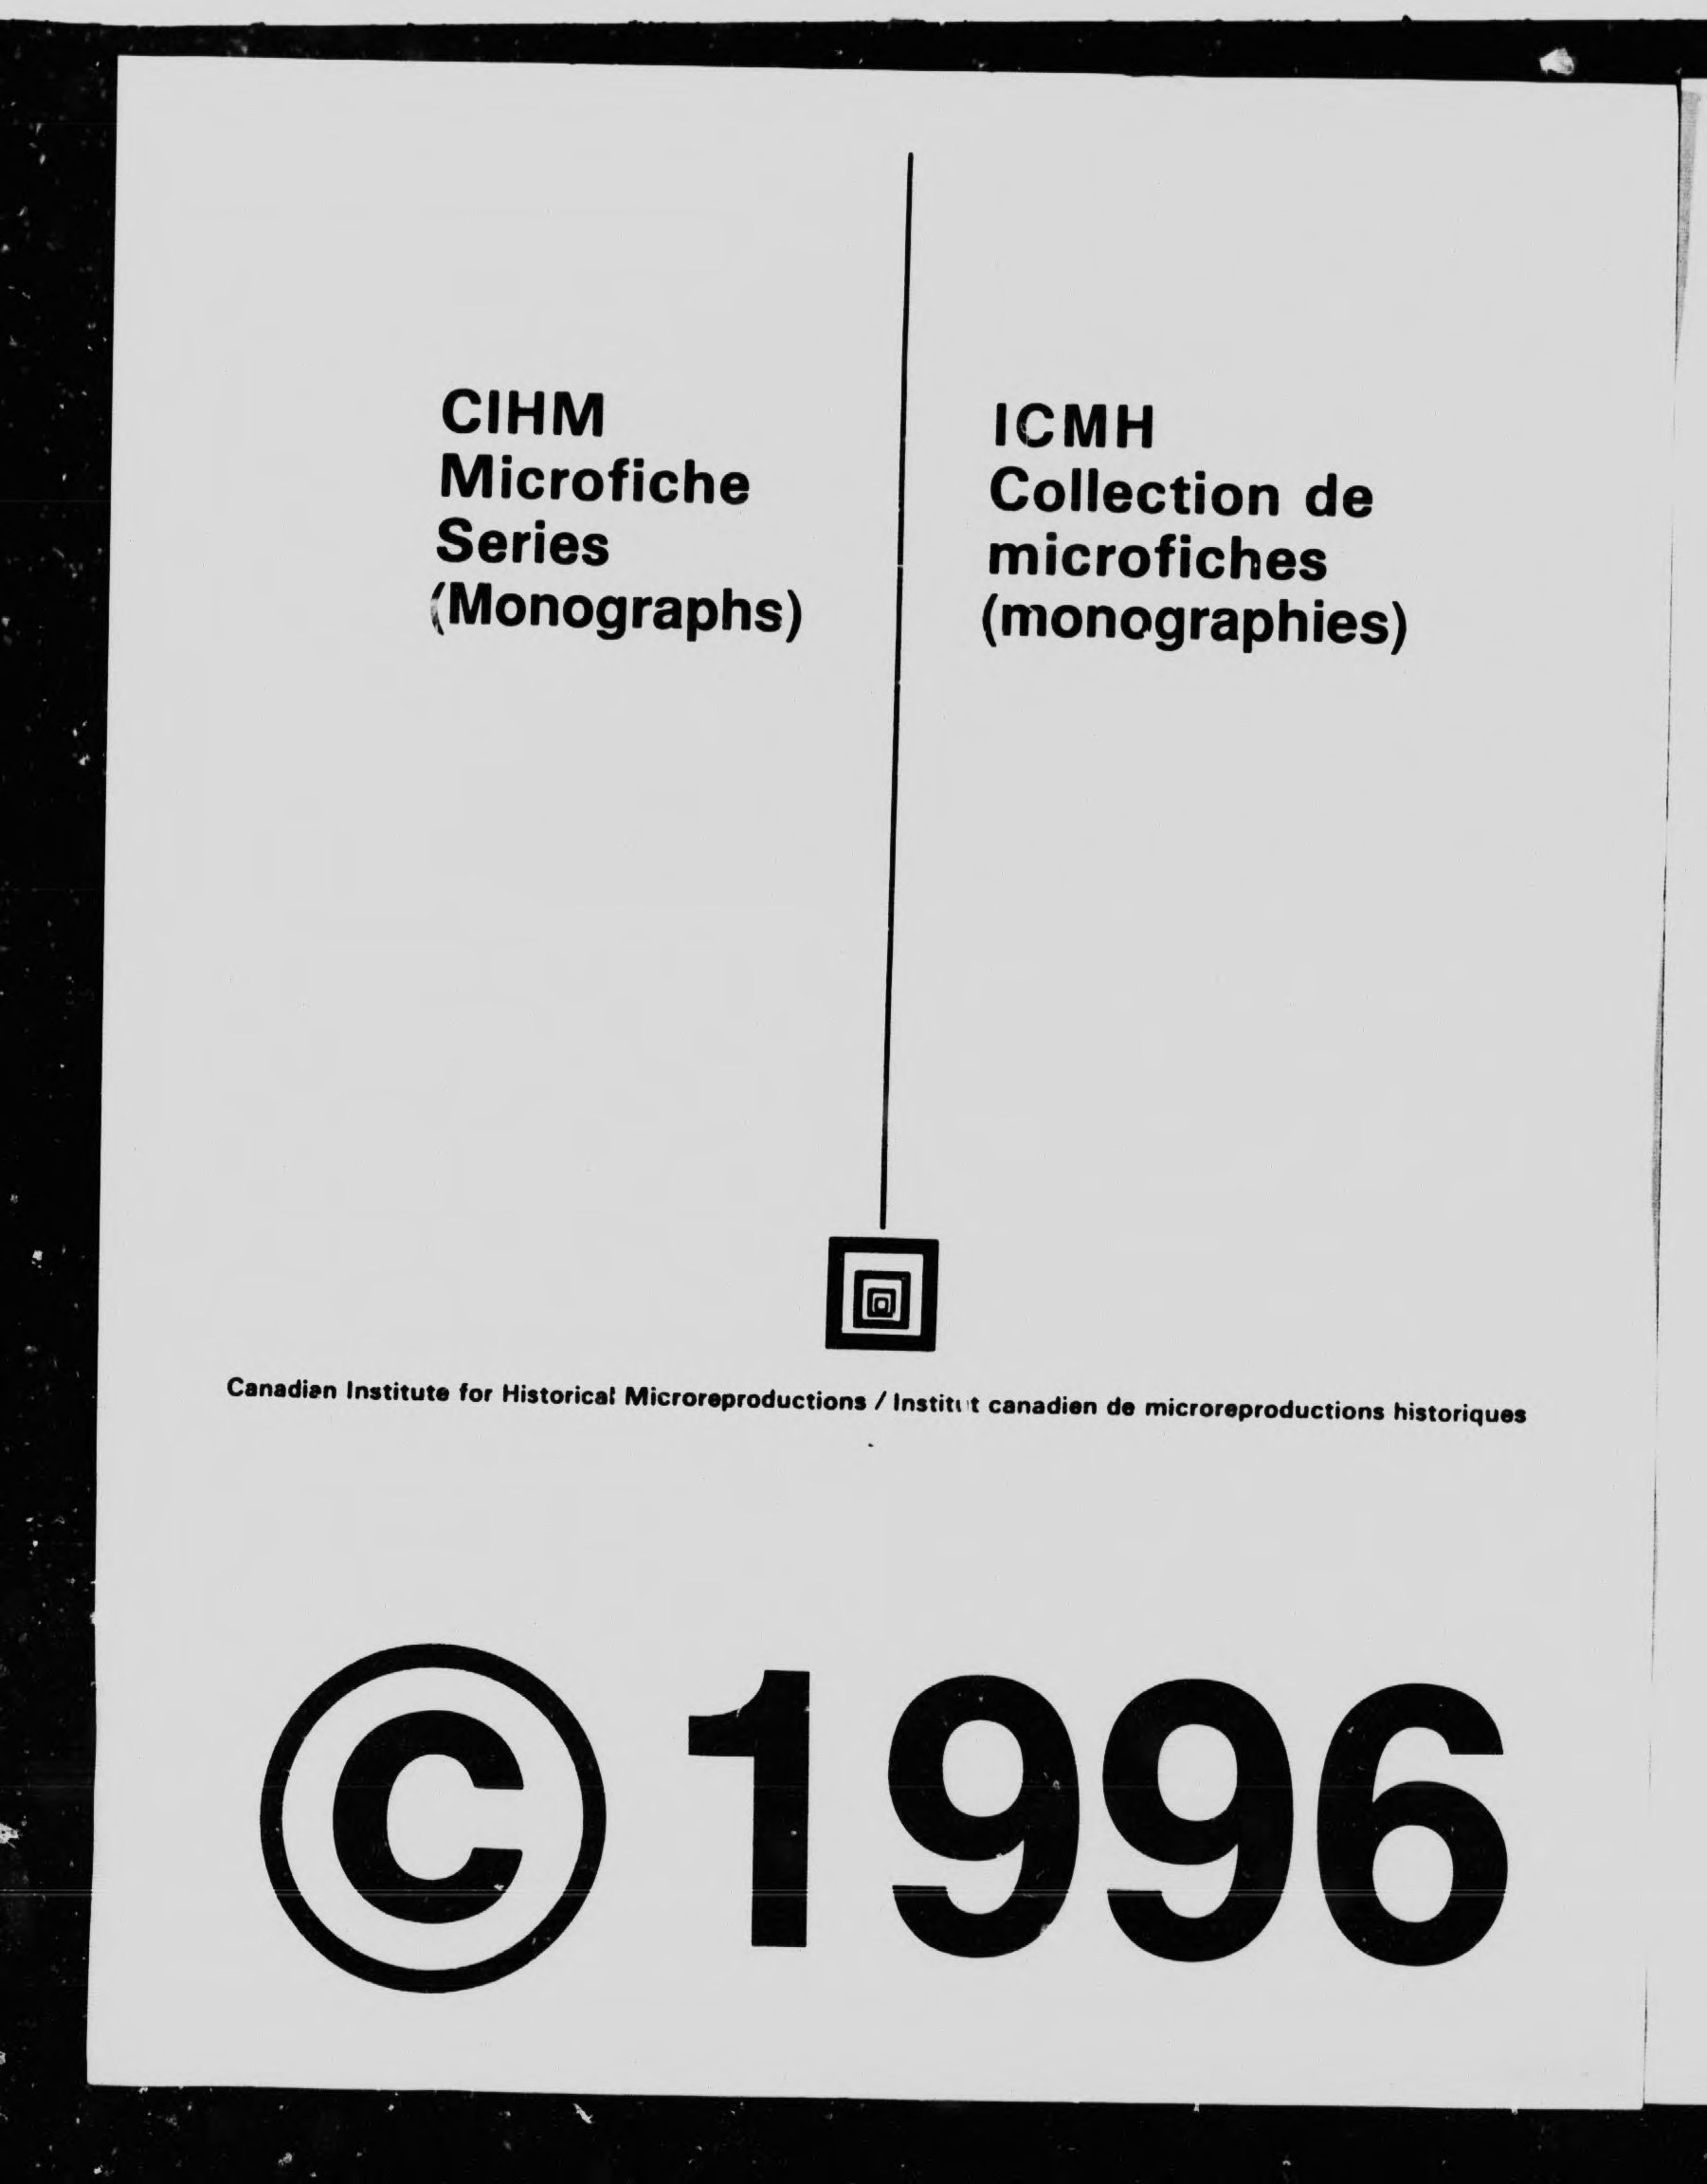 CIHM
Microfiche
Series
(Monographs)
ICMH
Collection de
microfiches
(monographies)
Canadian Institute for Historical Microreproductions / Institut canadien de microreproductions historiques
© 1996